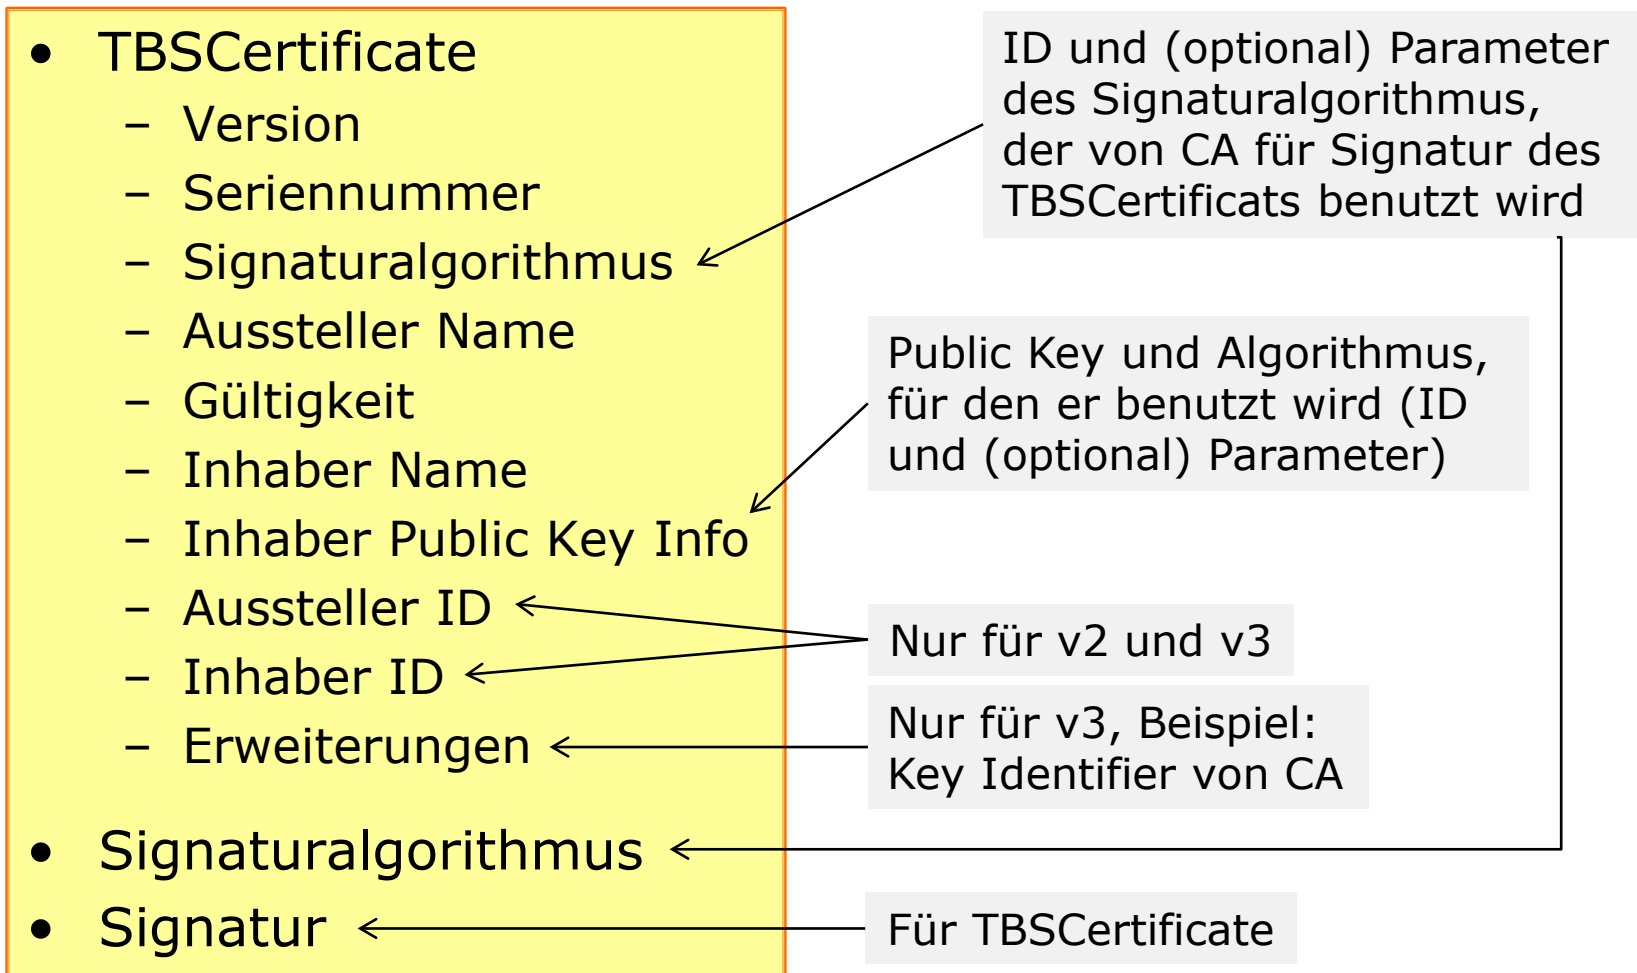 • TBSCertificate
– Version
– Seriennummer
– Signaturalgorithmus
– Aussteller Name
– Gültigkeit
– Inhaber Name
– Inhaber Public Key Info
– Aussteller ID
– Inhaber ID
– Erweiterungen
• Signaturalgorithmus
• Signatur
ID und (optional) Parameter
des Signaturalgorithmus,
der von CA für Signatur des
TBSCertificats benutzt wird
Public Key und Algorithmus,
für den er benutzt wird (ID
und (optional) Parameter)
Nur für v2 und v3
Nur für v3, Beispiel:
Key Identifier von CA
Für TBSCertificate